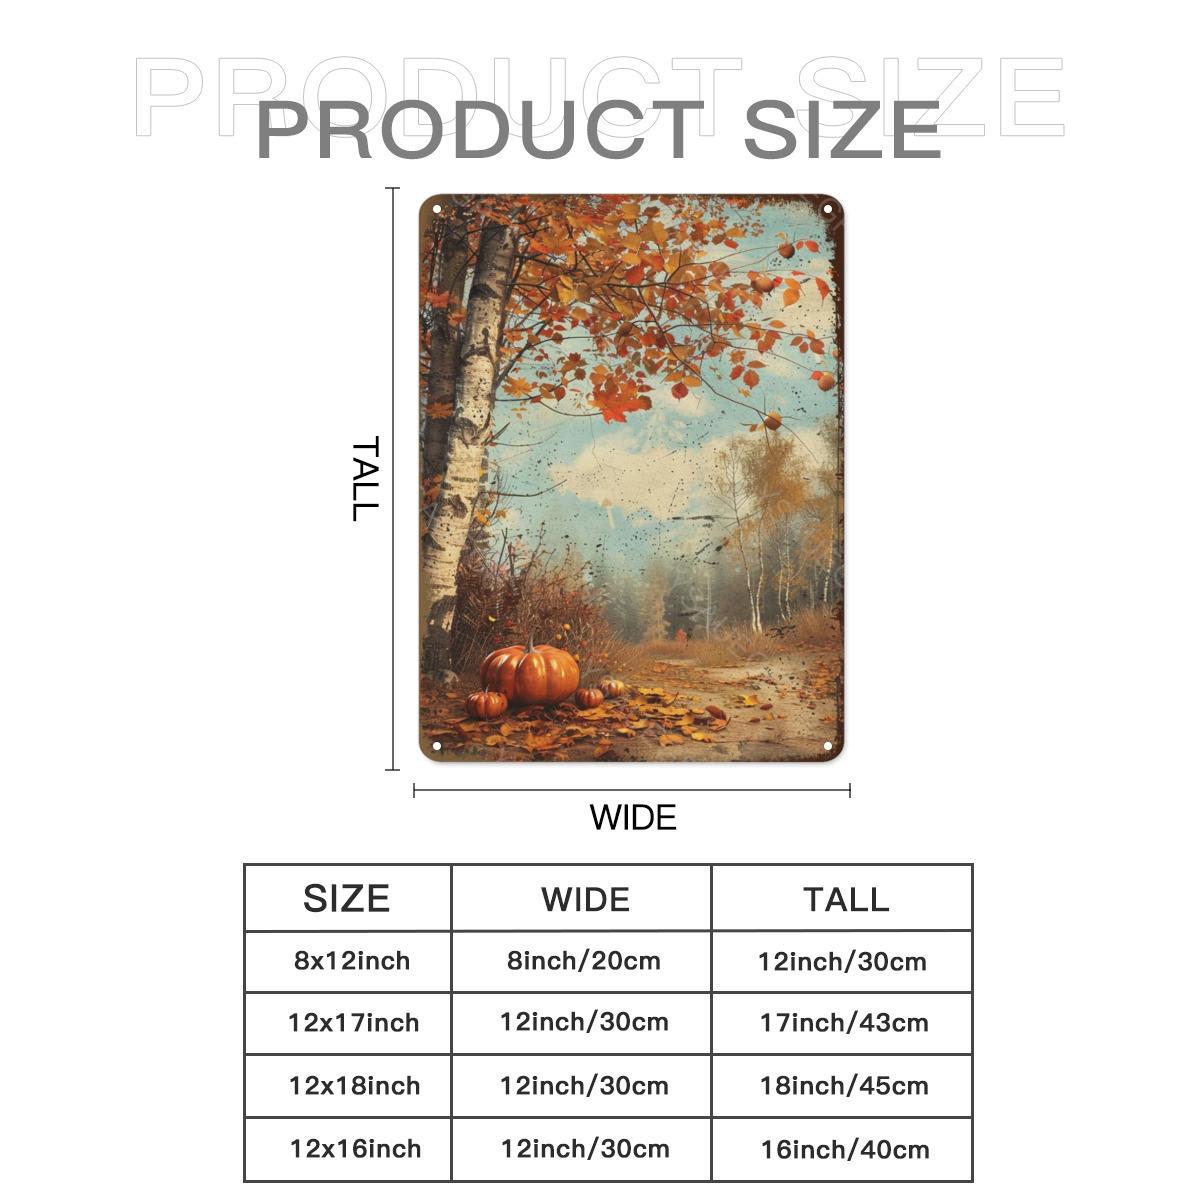 PRODUCT SIZE
PRODUCT SIZE
TALL
WIDE
SIZE WIDE TALL
8x12inch 8inch/20cm 12inch/30cm
12x17inch 12inch/30cm 17inch/43cm
12x18inch 12inch/30cm 18inch/45cm
12x16inch 12inch/30cm 16inch/40cm